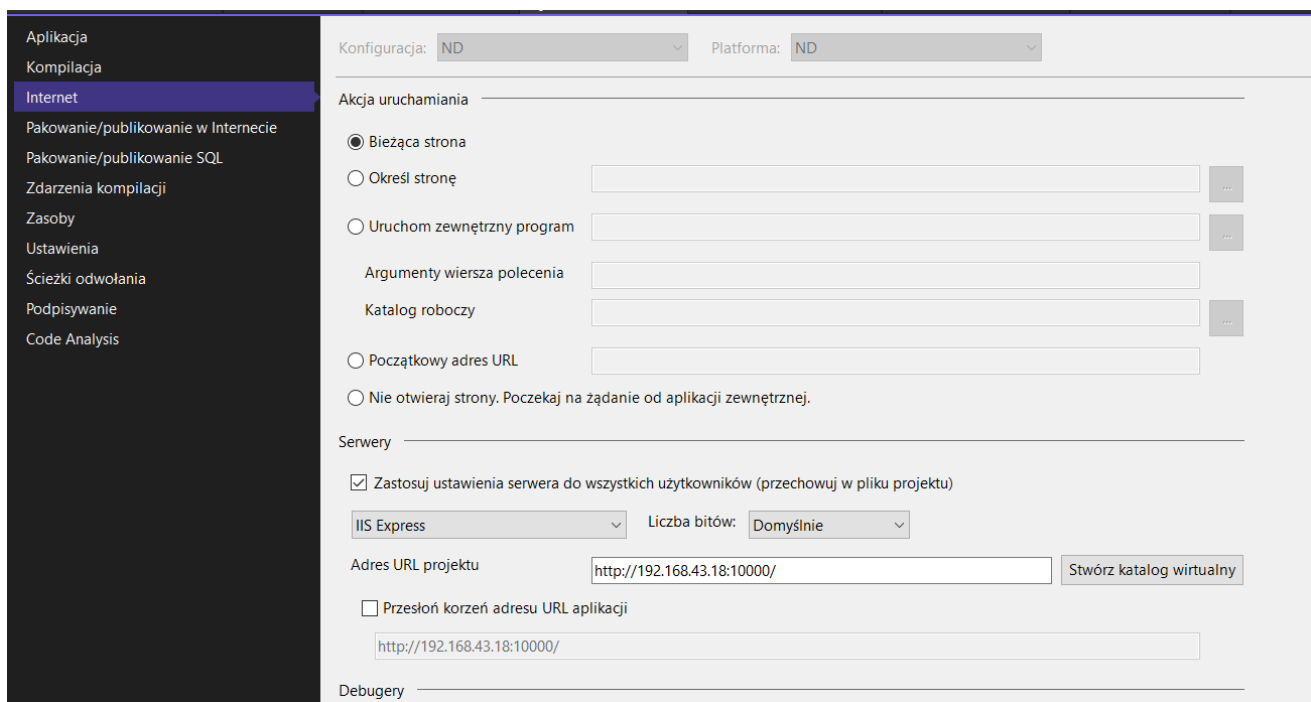 Aplikacja
Kompilacja
Internet
Pakowanie/publikowanie w Internecie
Pakowanie/publikowanie SQL
Zdarzenia kompilacji
Zasoby
Ustawienia
Ścieżki odwołania
Podpisywanie
Code Analysis
Konfiguracja: ND Platforma: ND
Akcja uruchamiania
Bieżąca strona
Określ stronę ...
Uruchom zewnętrzny program ...
Argumenty wiersza polecenia
Katalog roboczy ...
Początkowy adres URL
Nie otwieraj strony. Poczekaj na żądanie od aplikacji zewnętrznej.
Serwery
Zastosuj ustawienia serwera do wszystkich użytkowników (przechowuj w pliku projektu)
IIS Express Liczba bitów: Domyślnie
Adres URL projektu http://192.168.43.18:10000/ Stwórz katalog wirtualny
Przesłoń korzeń adresu URL aplikacji
http://192.168.43.18:10000/
Debugery